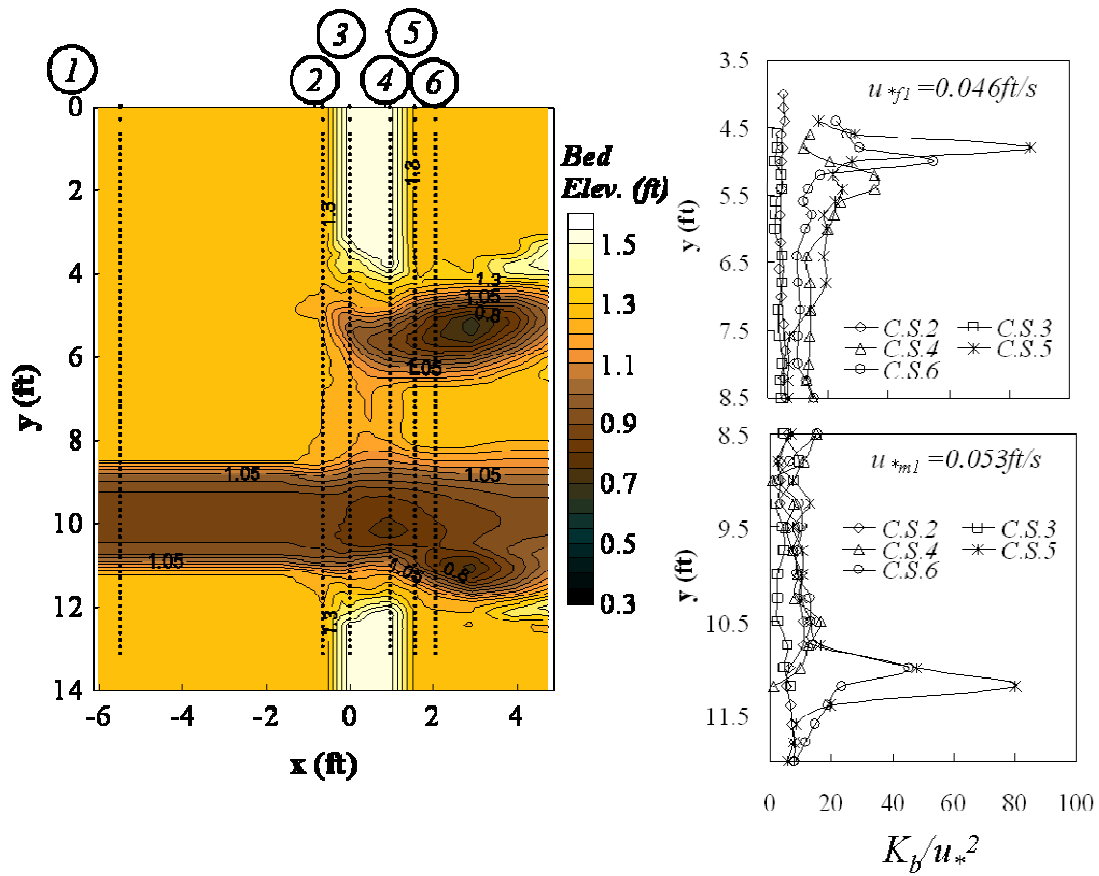 1
2
3
4
5
6
0
2
4
6
8
10
12
14
y (ft)
-6
-4
-2
0
2
4
x (ft)
1.3
1.3
1.3
1.05
0.8
1.05
1.05
1.05
1.05
1.05
0.8
1.3
Bed
Elev. (ft)
1.5
1.3
1.1
0.9
0.7
0.5
0.3
3.5
4.5
5.5
6.5
7.5
8.5
y (ft)
u*f1 =0.046ft/s
C.S.2
C.S.3
C.S.4
C.S.5
C.S.6
8.5
9.5
10.5
11.5
y (ft)
u*m1 =0.053ft/s
C.S.2
C.S.3
C.S.4
C.S.5
C.S.6
0
20
40
60
80
100
Kb/u*²